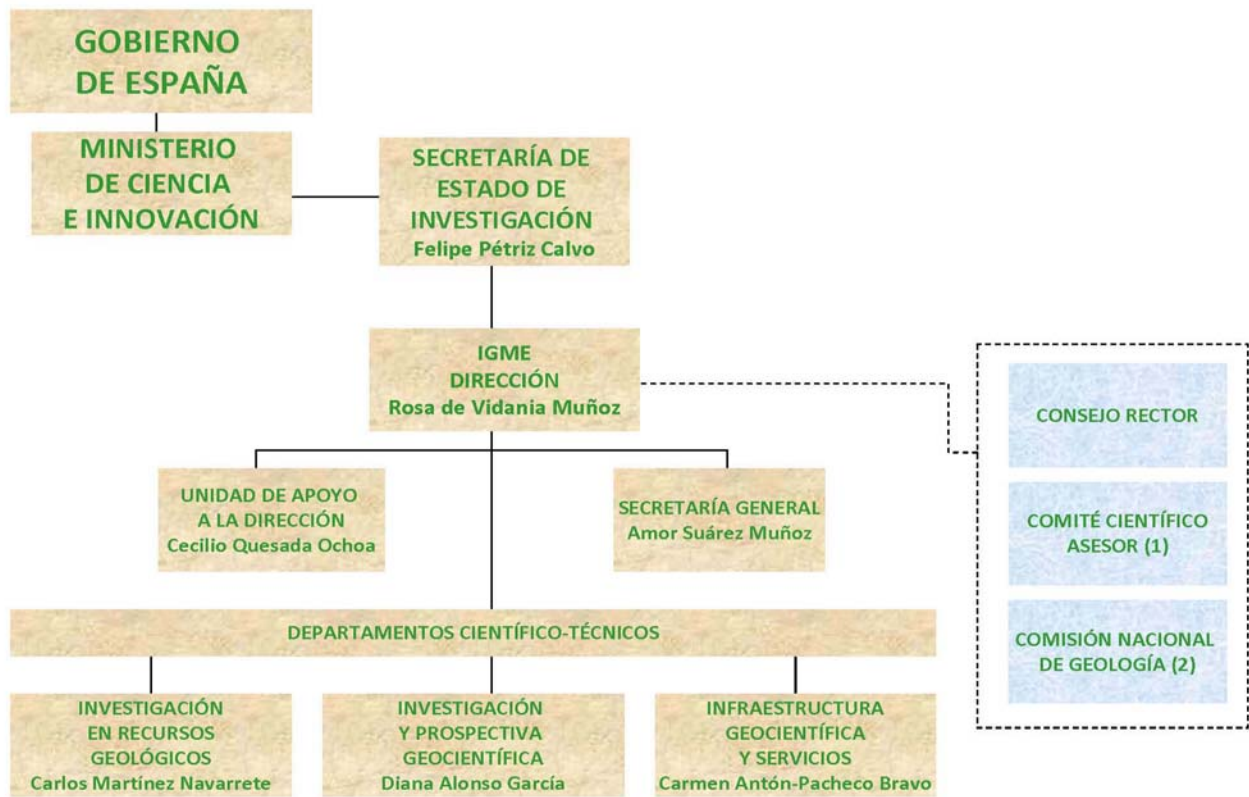 GOBIERNO
DE ESPAÑA
MINISTERIO
DE CIENCIA
E INNOVACIÓN
SECRETARÍA DE
ESTADO DE
INVESTIGACIÓN
Felipe Pétriz Calvo
IGME
DIRECCIÓN
Rosa de Vidania Muñoz
CONSEJO RECTOR
COMITÉ CIENTÍFICO
ASESOR (1)
COMISIÓN NACIONAL
DE GEOLOGÍA (2)
UNIDAD DE APOYO
A LA DIRECCIÓN
Cecilio Quesada Ochoa
SECRETARÍA GENERAL
Amor Suárez Muñoz
DEPARTAMENTOS CIENTÍFICO-TÉCNICOS
INVESTIGACIÓN
EN RECURSOS
GEOLÓGICOS
Carlos Martínez Navarrete
INVESTIGACIÓN
Y PROSPECTIVA
GEOCIENTÍFICA
Diana Alonso García
INFRAESTRUCTURA
GEOCIENTÍFICA
Y SERVICIOS
Carmen Antón-Pacheco Bravo